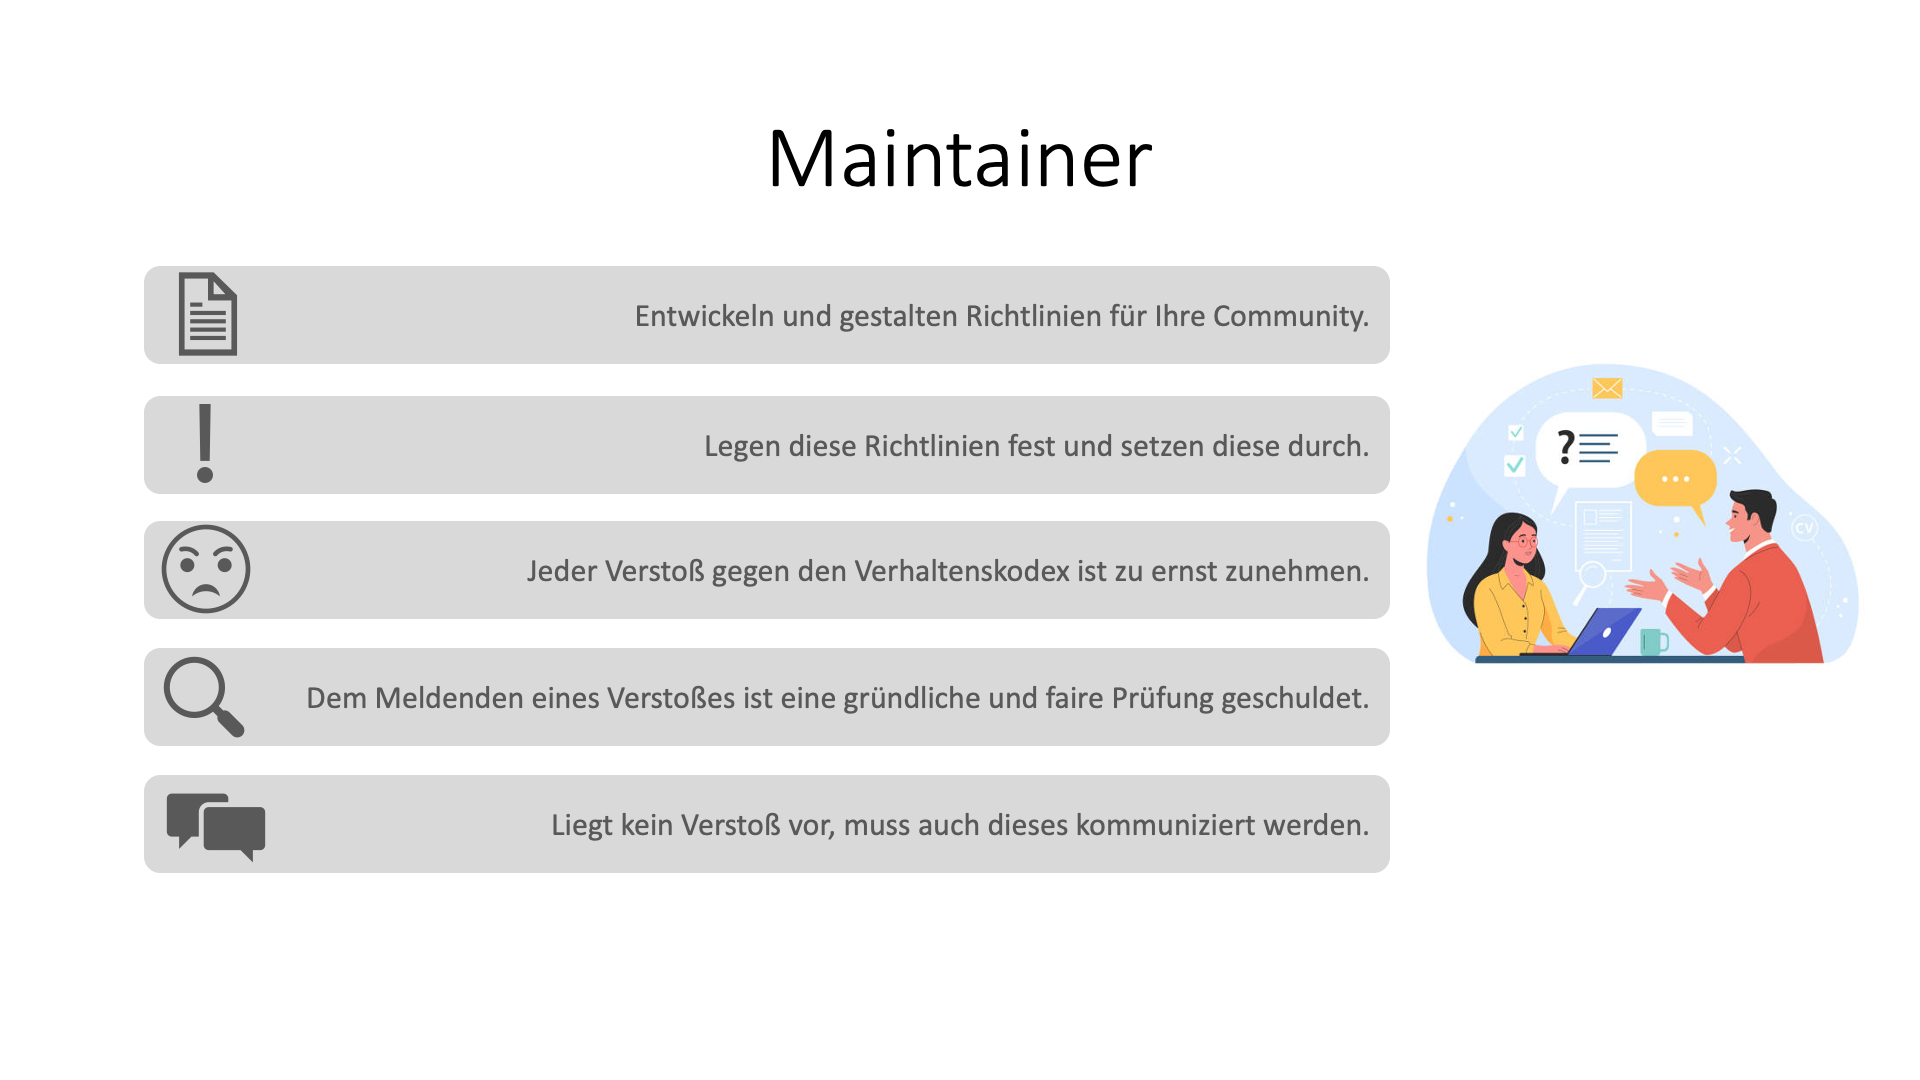 Maintainer
Entwickeln und gestalten Richtlinien für Ihre Community.
Legen diese Richtlinien fest und setzen diese durch.
Jeder Verstoß gegen den Verhaltenskodex ist zu ernst zunehmen.
Dem Meldenden eines Verstoßes ist eine gründliche und faire Prüfung geschuldet.
Liegt kein Verstoß vor, muss auch dieses kommuniziert werden.
?
CV